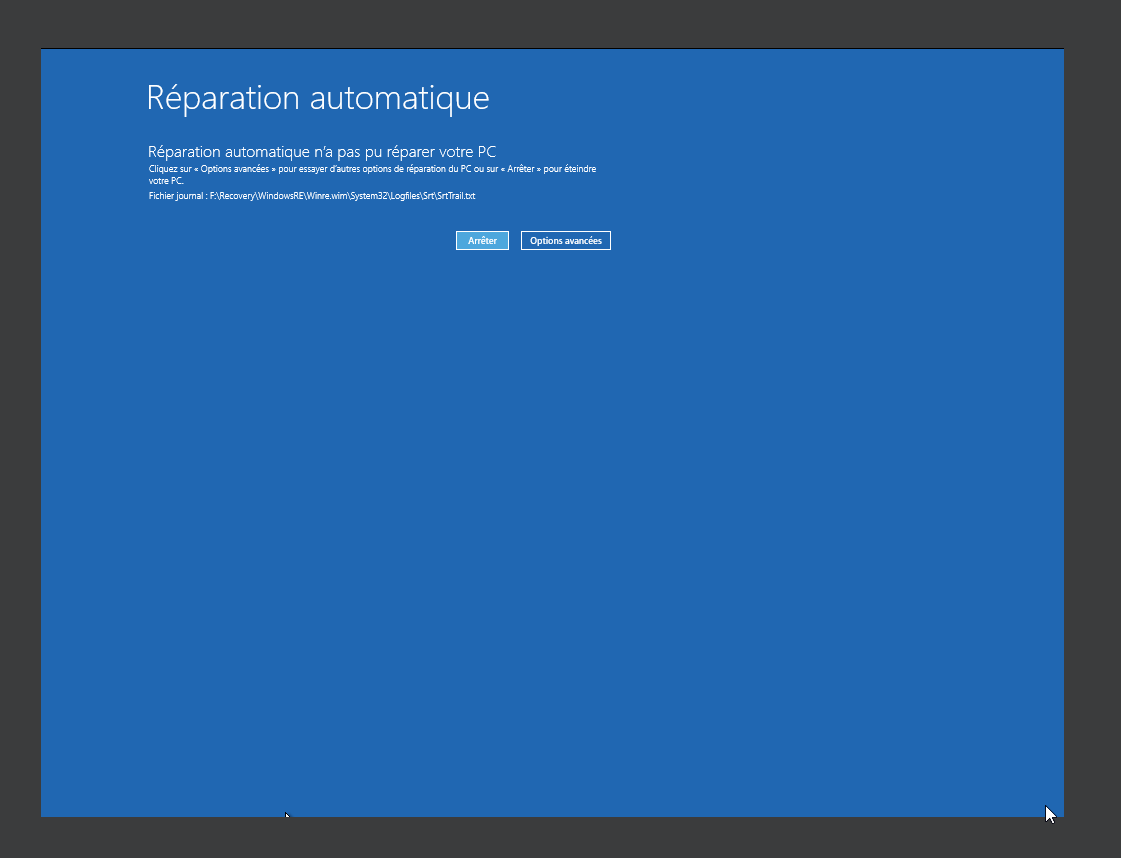 Réparation automatique
Réparation automatique n'a pas pu réparer votre PC
Cliquez sur « Options avancées » pour essayer d'autres options de réparation du PC ou sur « Arrêter » pour éteindre
votre PC.
Fichier journal : F:\Recovery\WindowsRE\Winre.wim\System32\Logfiles\Srt\SrtTrail.txt
Arrêter
Options avancées